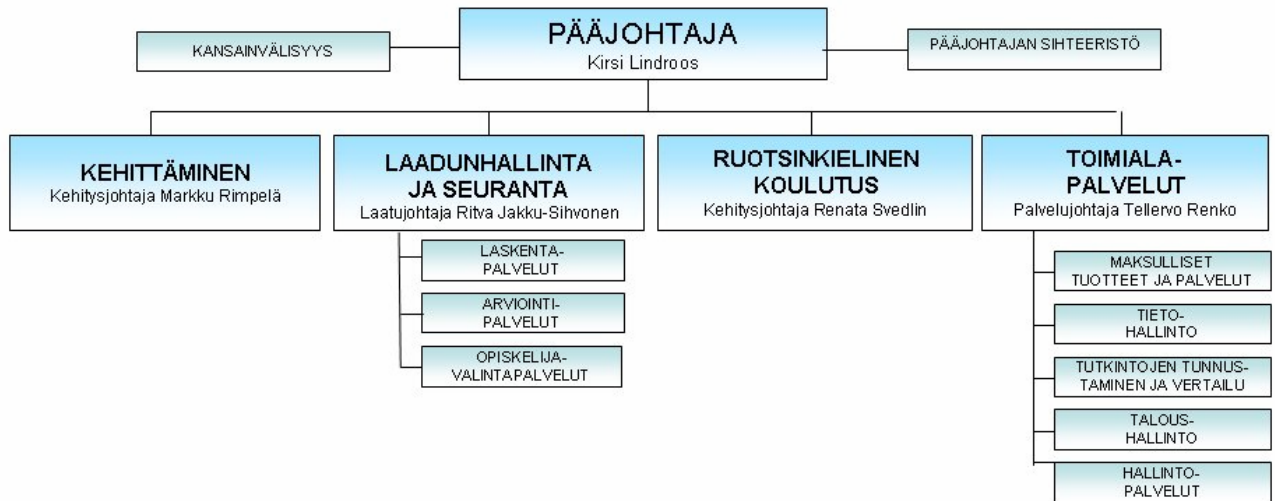 PÄÄJOHTAJA
Kirsi Lindroos
KANSAINVÄLISYYS
PÄÄJOHTAJAN SIHTEERISTÖ
KEHITTÄMINEN
Kehitysjohtaja Markku Rimpelä
LAADUNHALLINTA
JA SEURANTA
Laatujohtaja Ritva Jakku-Sihvonen
LASKENTA-
PALVELUT
ARVIOINTI-
PALVELUT
OPISKELIJA-
VALINTAPALVELUT
RUOTSINKIELINEN
KOULUTUS
Kehitysjohtaja Renata Svedlin
TOIMIALA-
PALVELUT
Palvelujohtaja Tellervo Renko
MAKSULLISET
TUOTTEET JA PALVELUT
TIETO-
HALLINTO
TUTKINTOJEN TUNNUS-
TAMINEN JA VERTAILU
TALOUS-
HALLINTO
HALLINTO-
PALVELUT